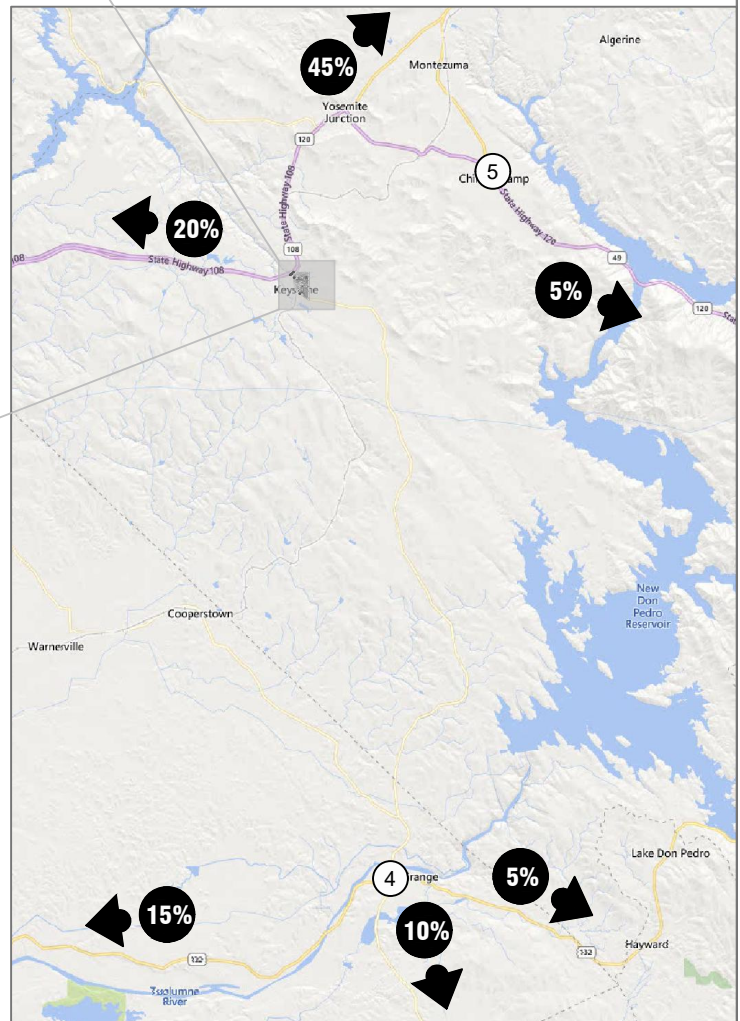 45%
Algerine
Montezuma
Yosemite
Junction
120
5
State Highway 108
State Highway 120
20%
108
49
08
State Highway 108
5%
120
New
Don
Pedro
Reservoir
Cooperstown
Warnerville
Lake Don Pedro
4
5%
15%
10%
132
132
Hayward
Tuolumne
River